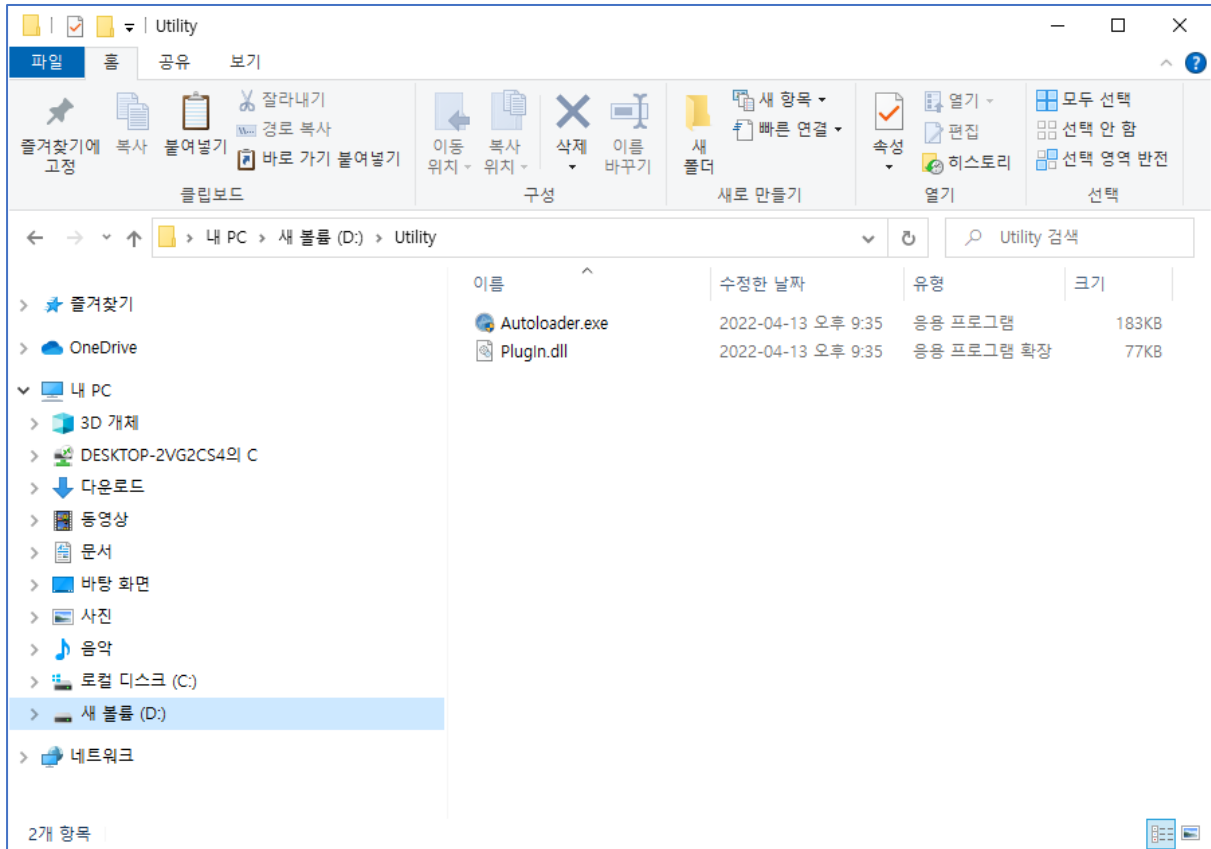 Utility
파일 홈 공유 보기
즐겨찾기에 고정
복사
붙여넣기
잘라내기
경로 복사
바로 가기 붙여넣기
클립보드
이동 위치
복사 위치
삭제
이름 바꾸기
구성
새 폴더
새 항목
빠른 연결
새로 만들기
속성
열기
편집
히스토리
열기
모두 선택
선택 안 함
선택 영역 반전
선택
내 PC > 새 볼륨 (D:) > Utility
Utility 검색
이름 수정한 날짜 유형 크기
Autoloader.exe 2022-04-13 오후 9:35 응용 프로그램 183KB
PlugIn.dll 2022-04-13 오후 9:35 응용 프로그램 확장 77KB
즐겨찾기
OneDrive
내 PC
3D 개체
DESKTOP-2VG2CS4의 C
다운로드
동영상
문서
바탕 화면
사진
음악
로컬 디스크 (C:)
새 볼륨 (D:)
네트워크
2개 항목